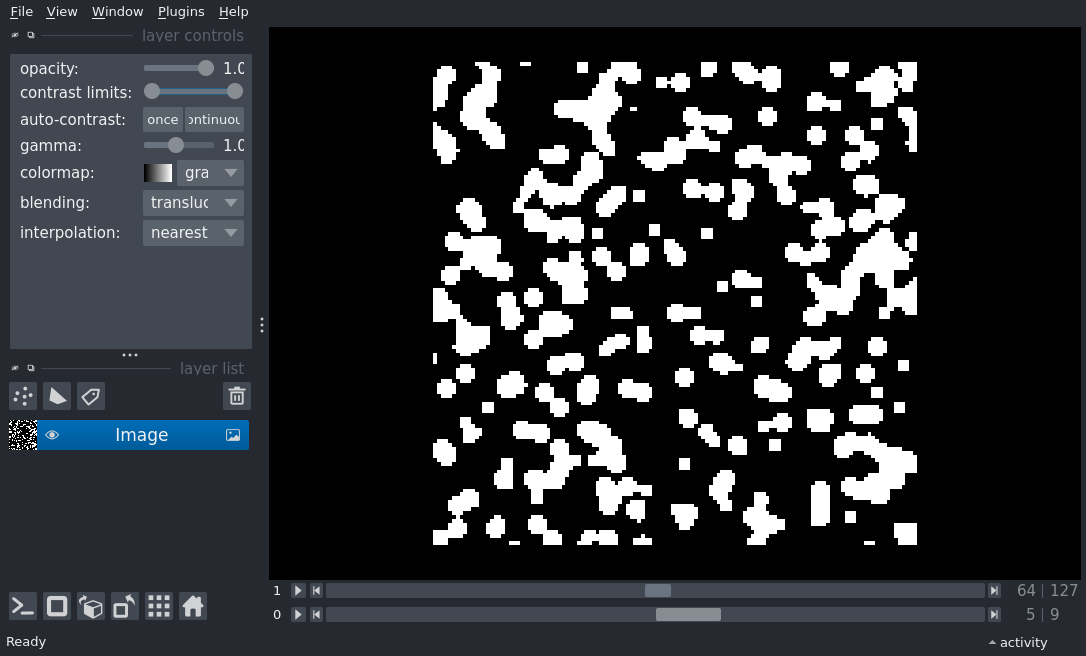 File View Window Plugins Help
layer controls
opacity: 1.0
contrast limits:
auto-contrast: once ontinuou
gamma: 1.0
colormap: gra
blending: transluc
interpolation: nearest
layer list
Image
1 64 | 127
0 5 | 9
Ready activity